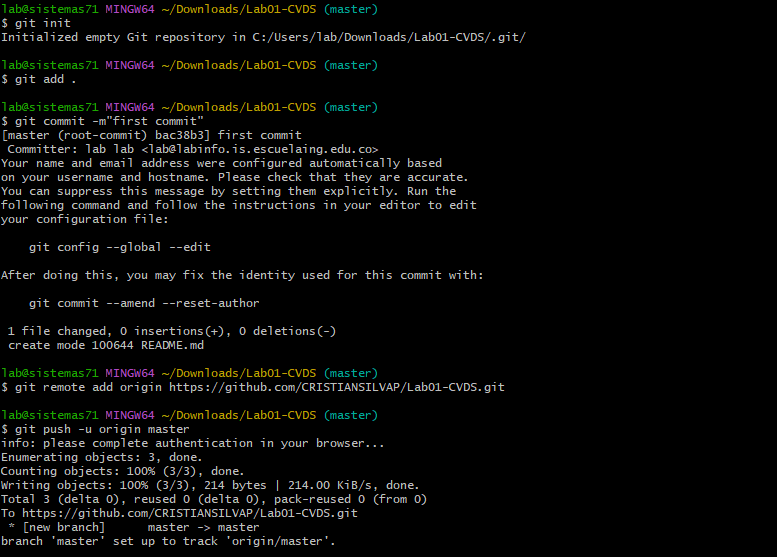 lab@sistemas71 MINGW64 ~/Downloads/Lab01-CVDS (master)
$ git init
Initialized empty Git repository in C:/Users/lab/Downloads/Lab01-CVDS/.git/
lab@sistemas71 MINGW64 ~/Downloads/Lab01-CVDS (master)
$ git add .
lab@sistemas71 MINGW64 ~/Downloads/Lab01-CVDS (master)
$ git commit -m"first commit"
[master (root-commit) bac38b3] first commit
 Committer: lab lab <lab@labinfo.is.escuelaing.edu.co>
Your name and email address were configured automatically based
on your username and hostname. Please check that they are accurate.
You can suppress this message by setting them explicitly. Run the
following command and follow the instructions in your editor to edit
your configuration file:
    git config --global --edit
After doing this, you may fix the identity used for this commit with:
    git commit --amend --reset-author
 1 file changed, 0 insertions(+), 0 deletions(-)
 create mode 100644 README.md
lab@sistemas71 MINGW64 ~/Downloads/Lab01-CVDS (master)
$ git remote add origin https://github.com/CRISTIANSILVAP/Lab01-CVDS.git
lab@sistemas71 MINGW64 ~/Downloads/Lab01-CVDS (master)
$ git push -u origin master
info: please complete authentication in your browser...
Enumerating objects: 3, done.
Counting objects: 100% (3/3), done.
Writing objects: 100% (3/3), 214 bytes | 214.00 KiB/s, done.
Total 3 (delta 0), reused 0 (delta 0), pack-reused 0 (from 0)
To https://github.com/CRISTIANSILVAP/Lab01-CVDS.git
 * [new branch]      master -> master
branch 'master' set up to track 'origin/master'.